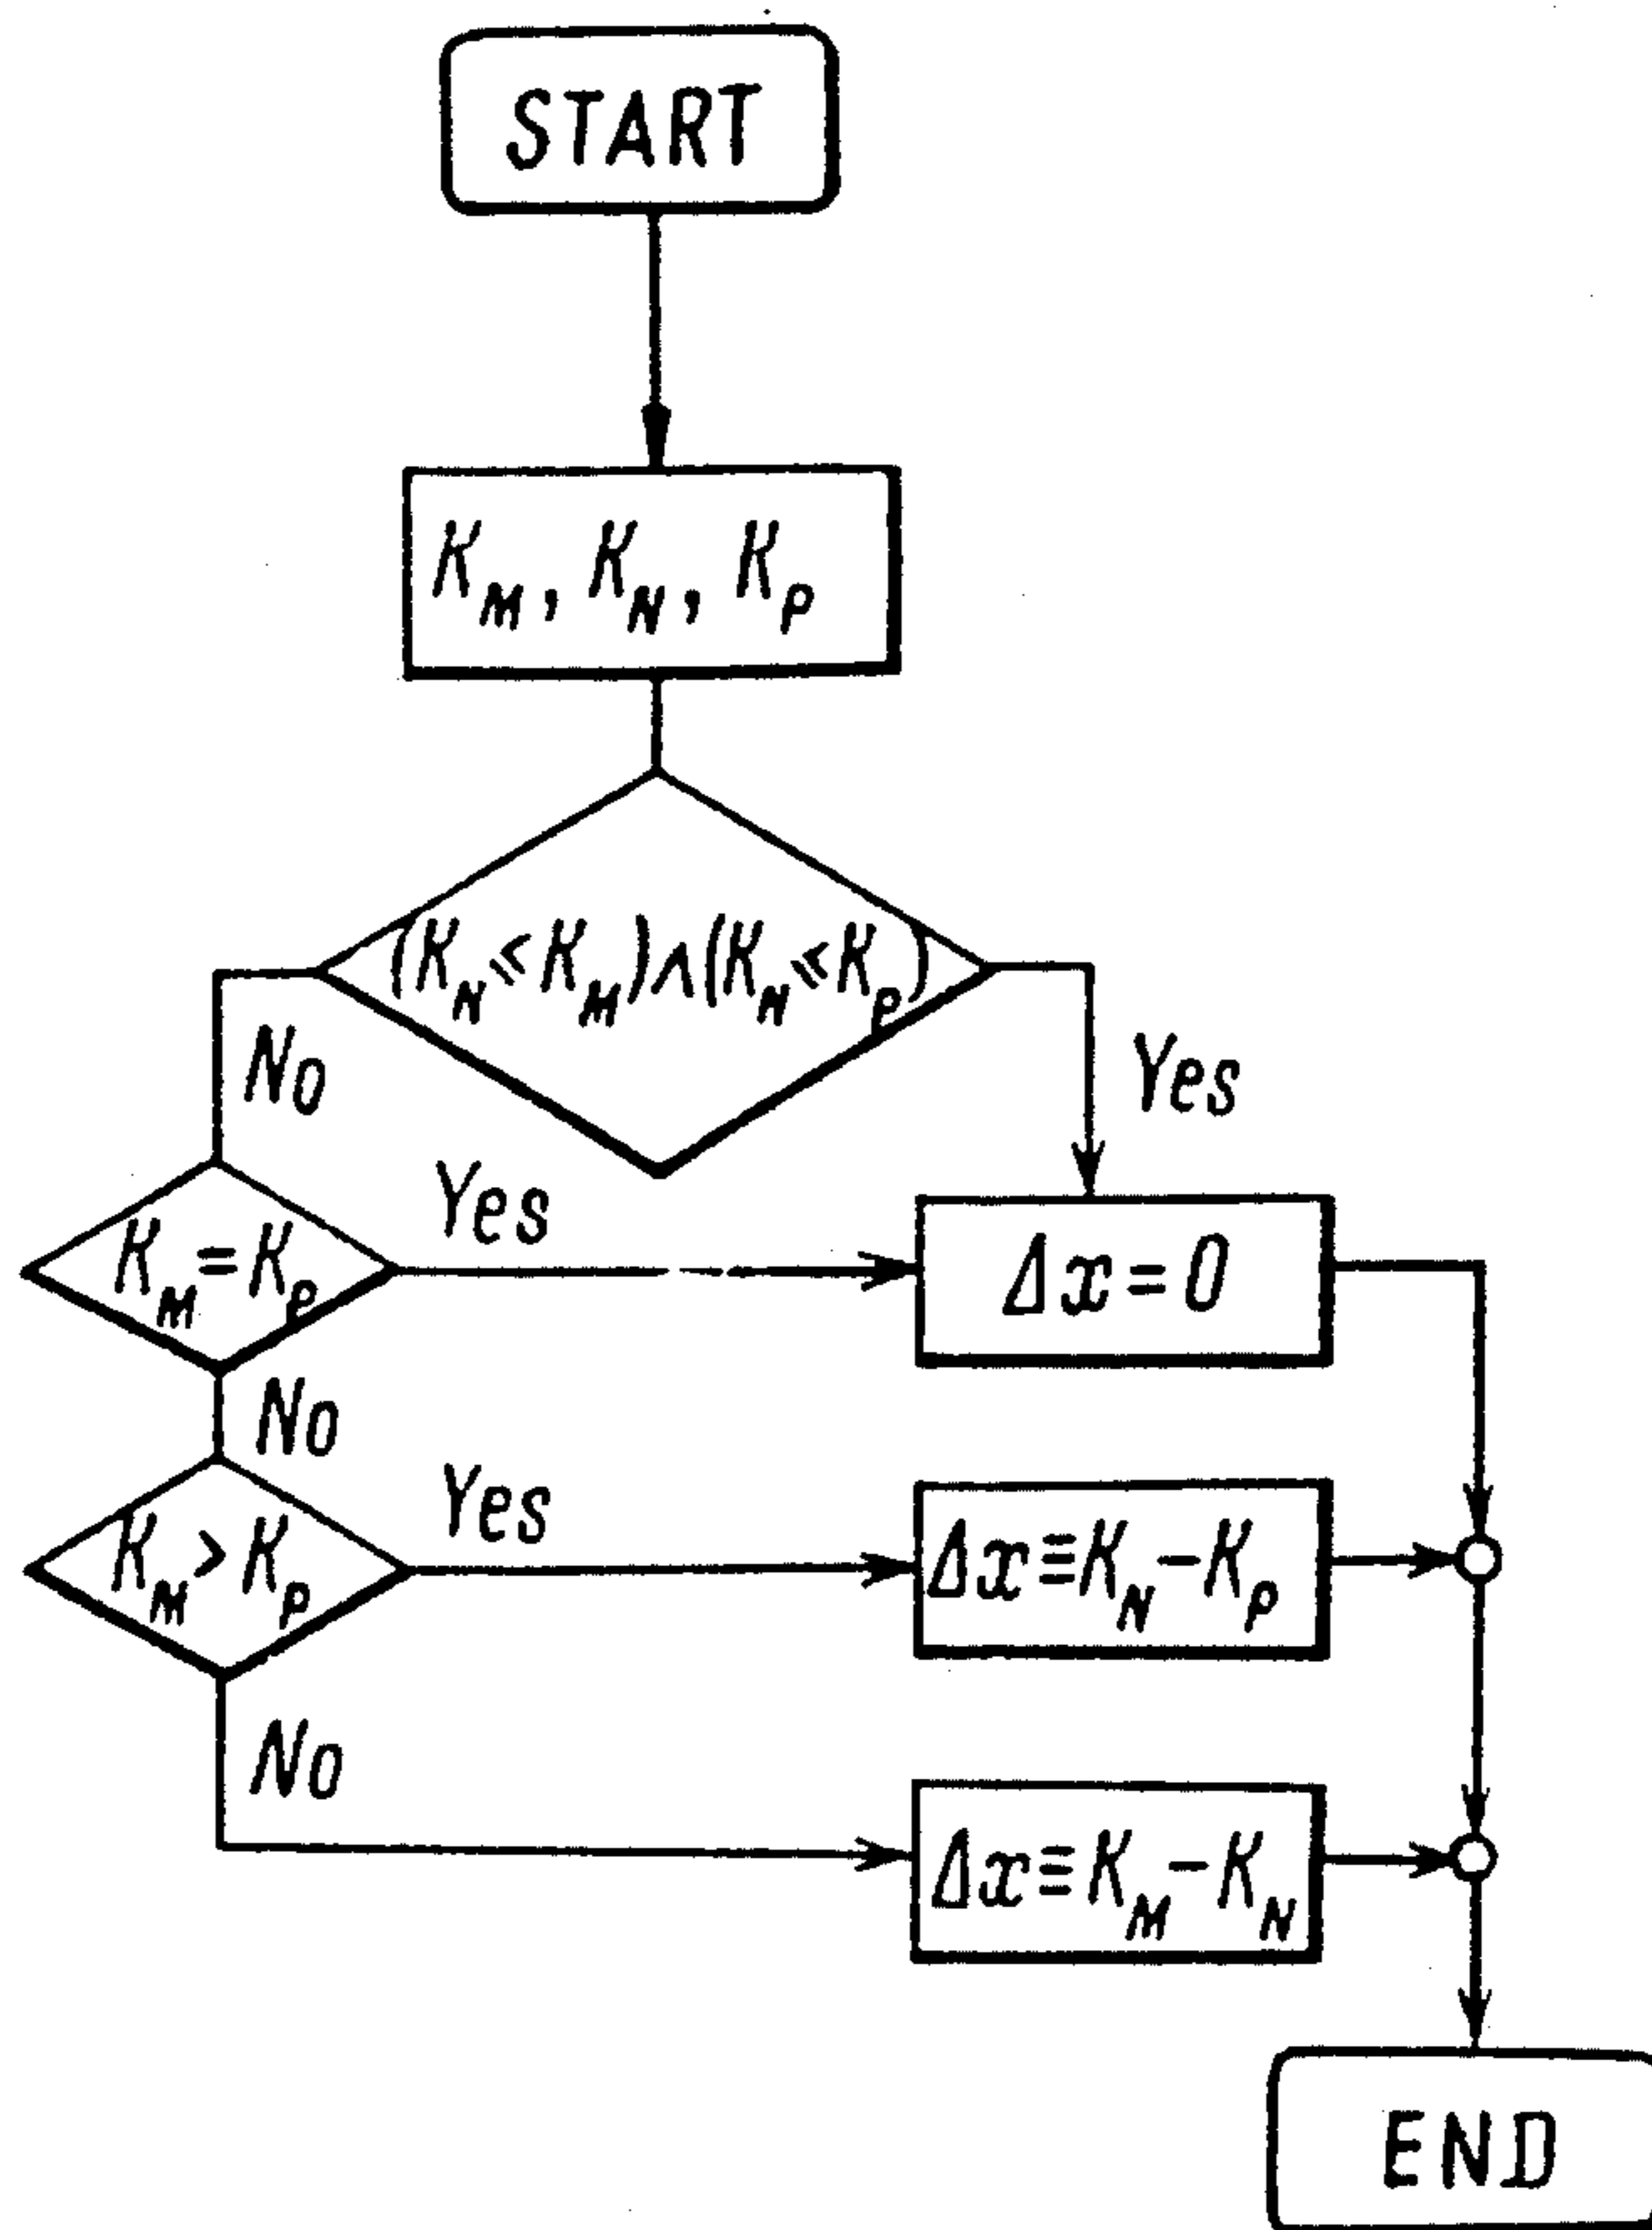 START
K_M, K_N, K_P
(K_N ≤ K_M) ∧ (K_N ≤ K_P)
No
Yes
K_M = K_P
Yes
Δx = 0
No
K_M > K_P
Yes
Δx ≡ K_N - K_P
No
Δx ≡ K_M - K_N
END